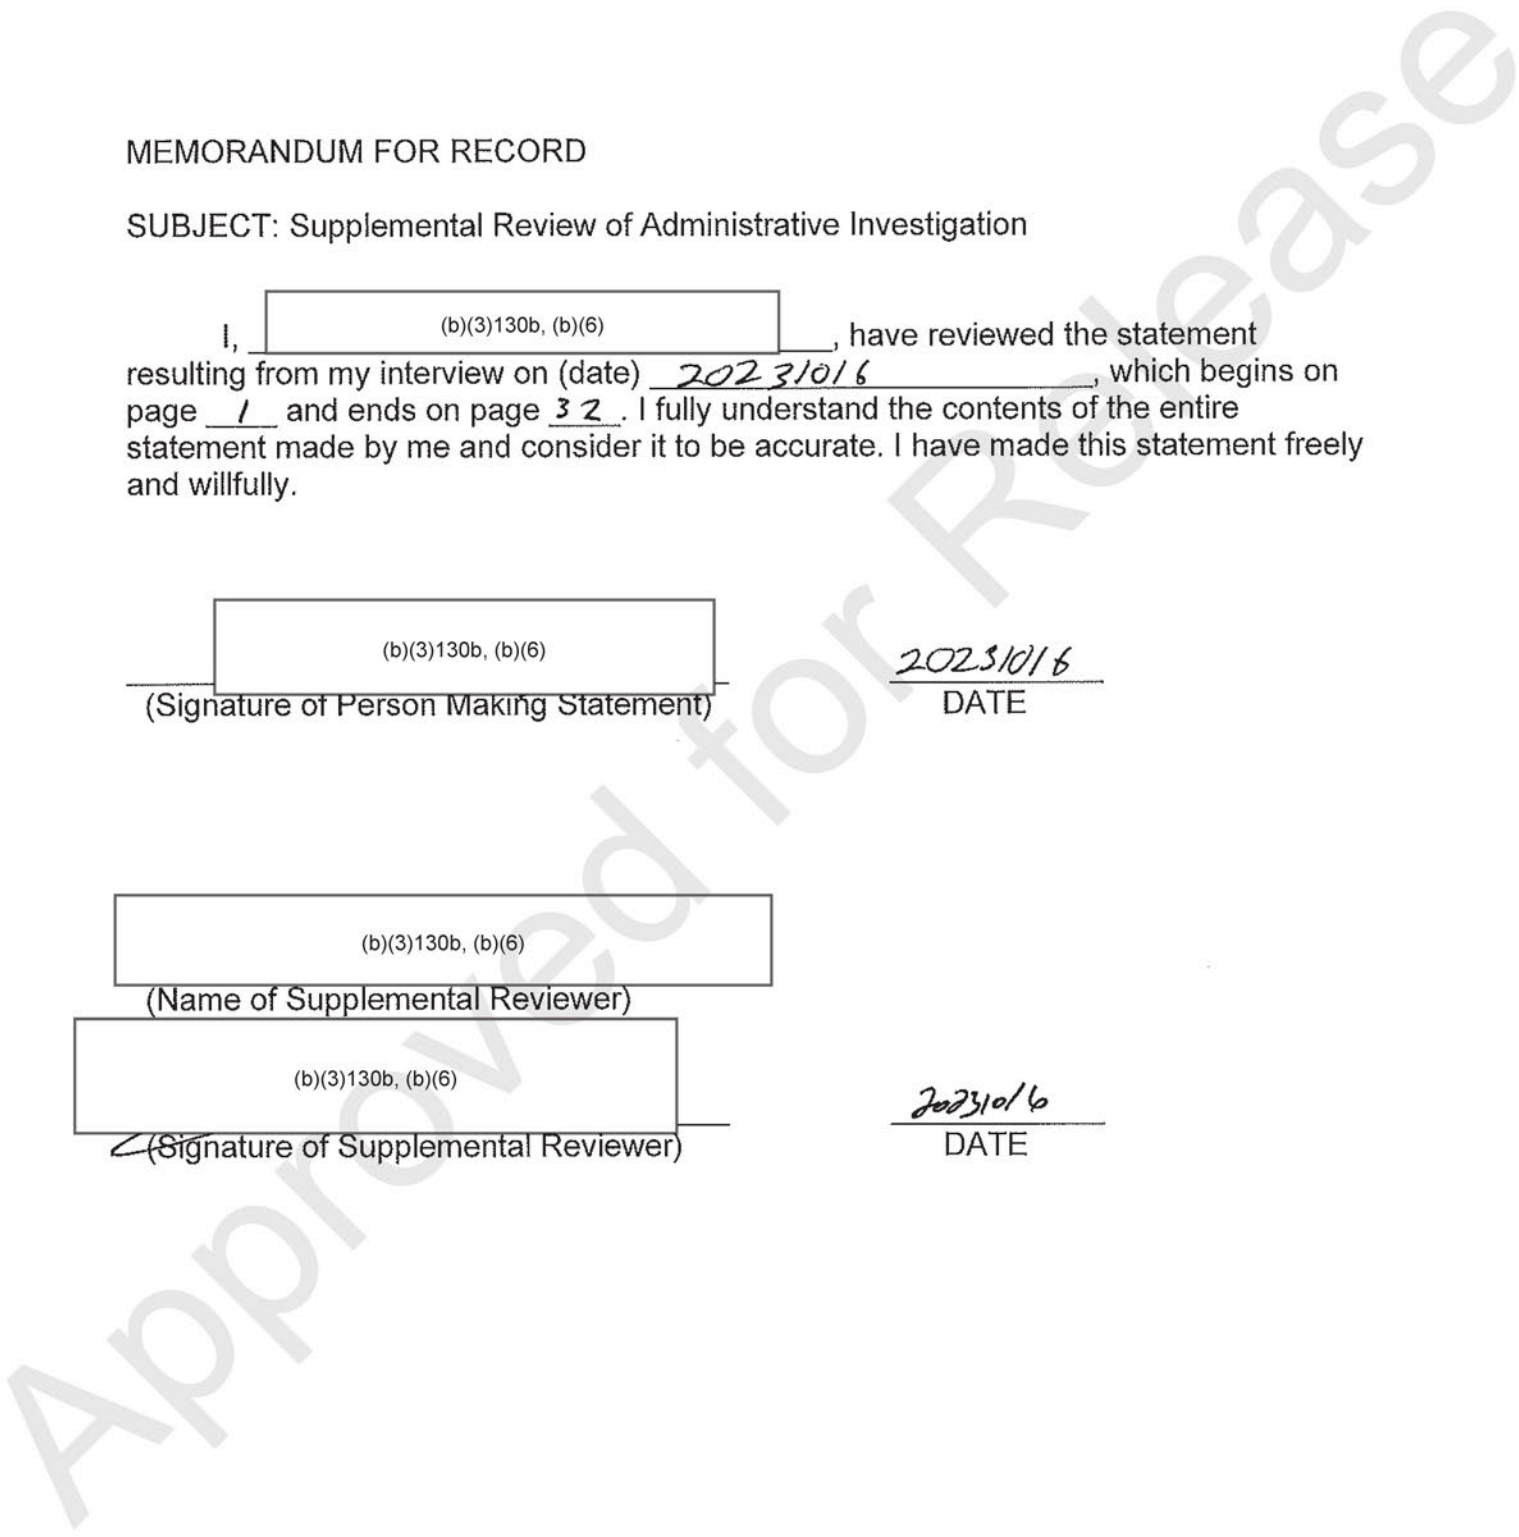 MEMORANDUM FOR RECORD
SUBJECT: Supplemental Review of Administrative Investigation
I, (b)(3)130b, (b)(6), have reviewed the statement
resulting from my interview on (date) 20231016, which begins on
page 1 and ends on page 32. I fully understand the contents of the entire
statement made by me and consider it to be accurate. I have made this statement freely
and willfully.
(b)(3)130b, (b)(6)
20231016
(Signature of Person Making Statement)
DATE
(b)(3)130b, (b)(6)
(Name of Supplemental Reviewer)
(b)(3)130b, (b)(6)
20231016
(Signature of Supplemental Reviewer)
DATE
Approved for Release